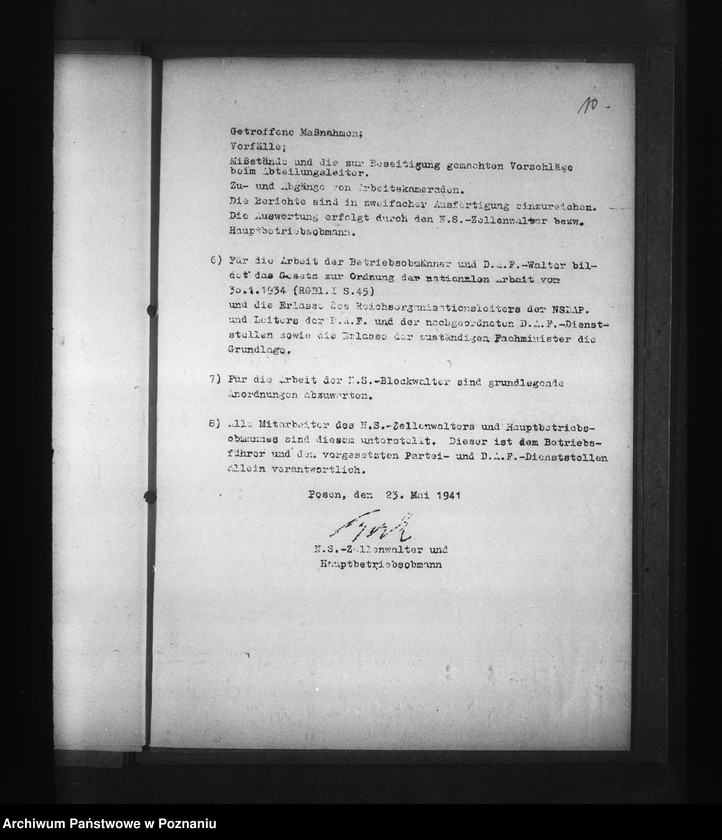 10.
Getroffene Maßnahmen;
Vorfälle;
Mißstände und die zur Beseitigung gemachten Vorschläge
beim Abteilungsleiter.
Zu- und Abgänge von Arbeitskameraden.
Die Berichte sind in zweifacher Ausfertigung einzureichen.
Die Auswertung erfolgt durch den N.S.-Zellenwalter bezw.
Hauptbetriebsobmann.
6) Für die Arbeit der Betriebsobmänner und D.A.F.-Walter bil-
det das Gesetz zur Ordnung der nationalen Arbeit vom
30.1.1934 (RGBl.I S.45)
und die Erlasse des Reichsorganisationsleiters der NSDAP.
und Leiters der D.A.F. und der nachgeordneten D.A.F.-Dienst-
stellen sowie die Erlasse der zuständigen Fachminister die
Grundlage.
7) Für die Arbeit der N.S.-Blockwalter sind grundlegende
Anordnungen abzuwarten.
8) Alle Mitarbeiter des N.S.-Zellenwalters und Hauptbetriebs-
obmannes sind diesem unterstellt. Dieser ist dem Betriebs-
führer und den vorgesetzten Partei- und D.A.F.-Dienststellen
allein verantwortlich.
Posen, den 23. Mai 1941
N.S.-Zellenwalter und
Hauptbetriebsobmann
Archiwum Państwowe w Poznaniu